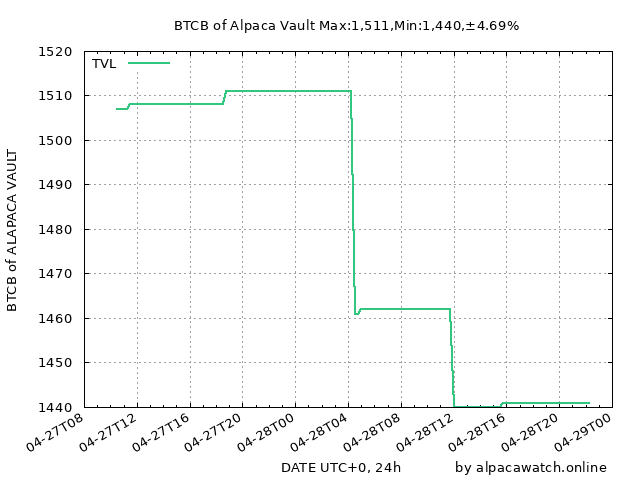 BTCB of Alpaca Vault Max:1,511,Min:1,440,±4.69%
TVL
1520
1510
1500
1490
1480
1470
1460
1450
1440
BTCB of ALAPACA VAULT
04-27T08
04-27T12
04-27T16
04-27T20
04-28T00
04-28T04
04-28T08
04-28T12
04-28T16
04-28T20
04-29T00
DATE UTC+0, 24h
by alpacawatch.online